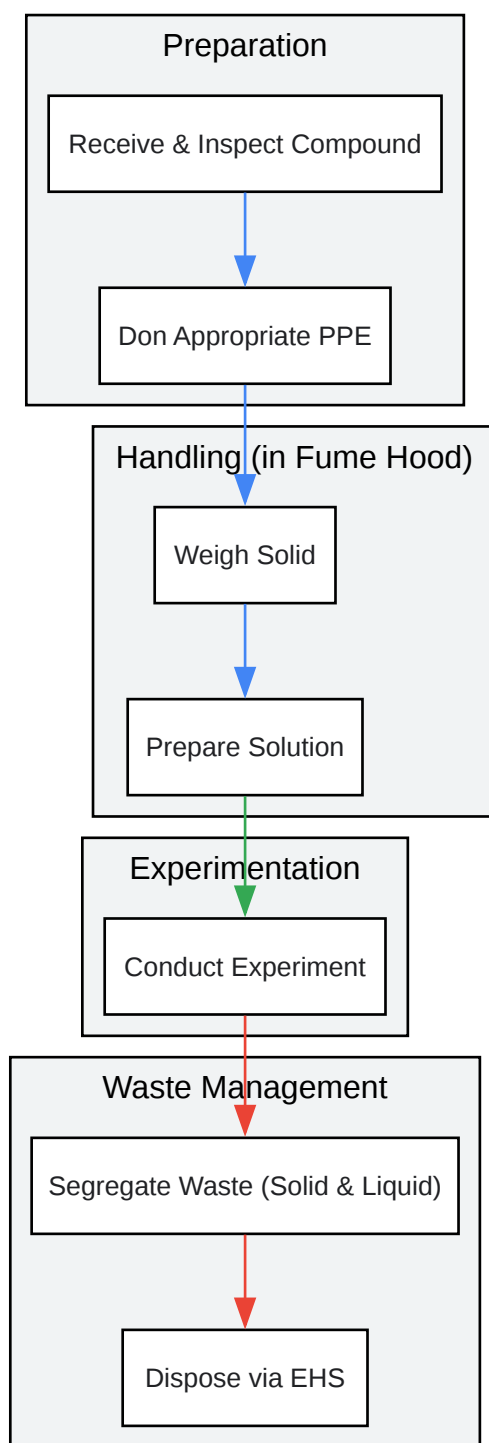 Preparation
Receive & Inspect Compound
Don Appropriate PPE
Handling (in Fume Hood)
Weigh Solid
Prepare Solution
Experimentation
Conduct Experiment
Waste Management
Segregate Waste (Solid & Liquid)
Dispose via EHS